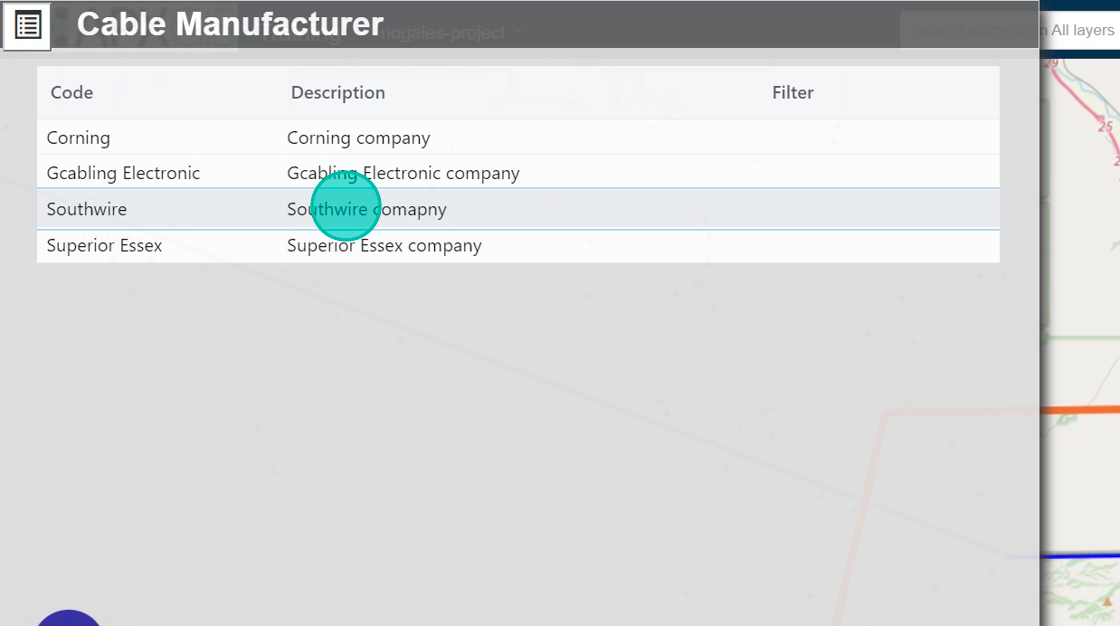 Cable Manufacturer
nogales-project
in All layers
Code Description Filter
Corning Corning company
Gcabling Electronic Gcabling Electronic company
Southwire Southwire comapny
Superior Essex Superior Essex company
29
25